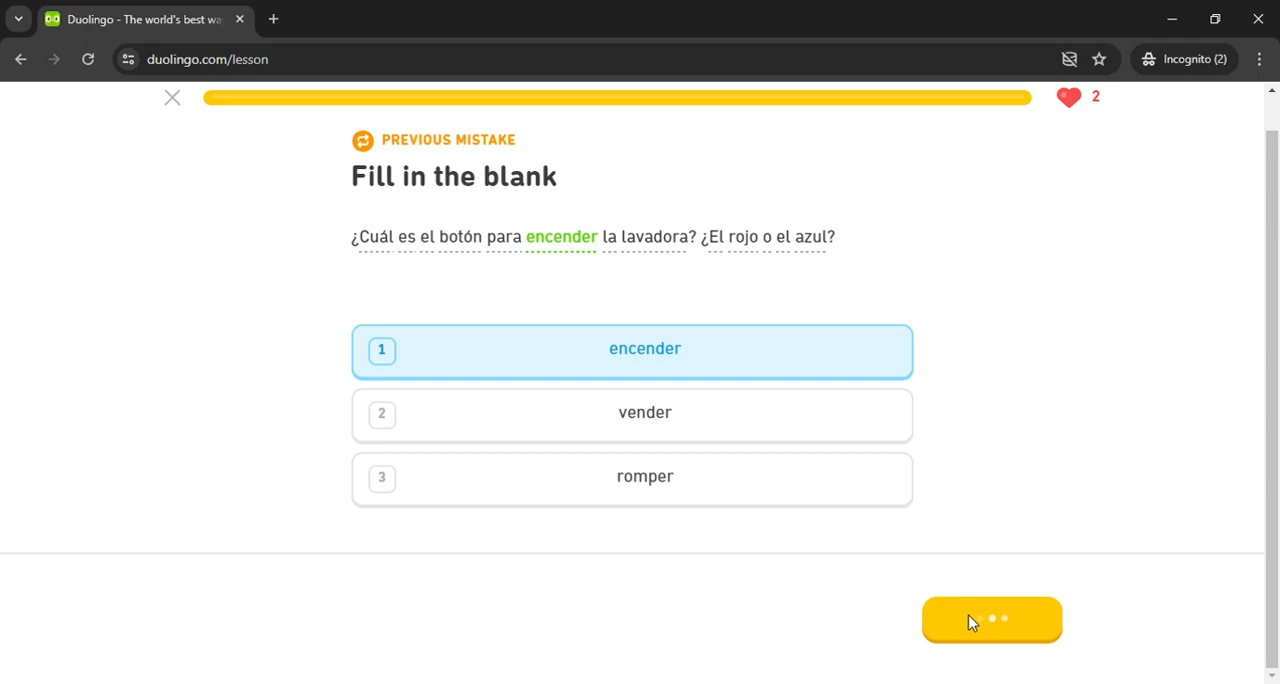 Duolingo - The world's best wa
duolingo.com/lesson
Incognito (2)
2
PREVIOUS MISTAKE
Fill in the blank
¿Cuál es el botón para encender la lavadora? ¿El rojo o el azul?
1 encender
2 vender
3 romper